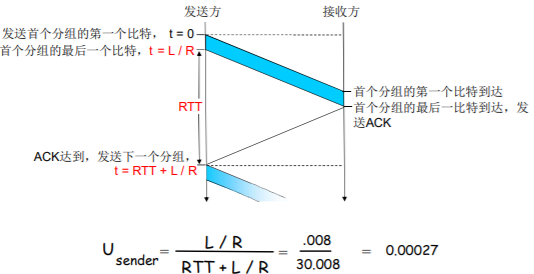 发送方
接收方
发送首个分组的第一个比特， t = 0
首个分组的最后一个比特，t = L / R
RTT
首个分组的第一个比特到达
首个分组的最后一比特到达，发
送ACK
ACK达到，发送下一个分组，
t = RTT + L / R
U sender = L / R / RTT + L / R = .008 / 30.008 = 0.00027